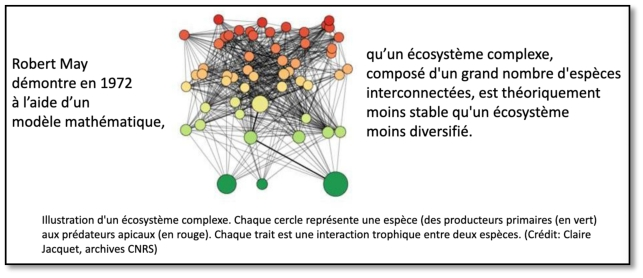 Robert May
démontre en 1972
à l’aide d’un
modèle mathématique,
qu’un écosystème complexe,
composé d'un grand nombre d'espèces
interconnectées, est théoriquement
moins stable qu'un écosystème
moins diversifié.
Illustration d'un écosystème complexe. Chaque cercle représente une espèce (des producteurs primaires (en vert)
aux prédateurs apicaux (en rouge). Chaque trait est une interaction trophique entre deux espèces. (Crédit: Claire
Jacquet, archives CNRS)